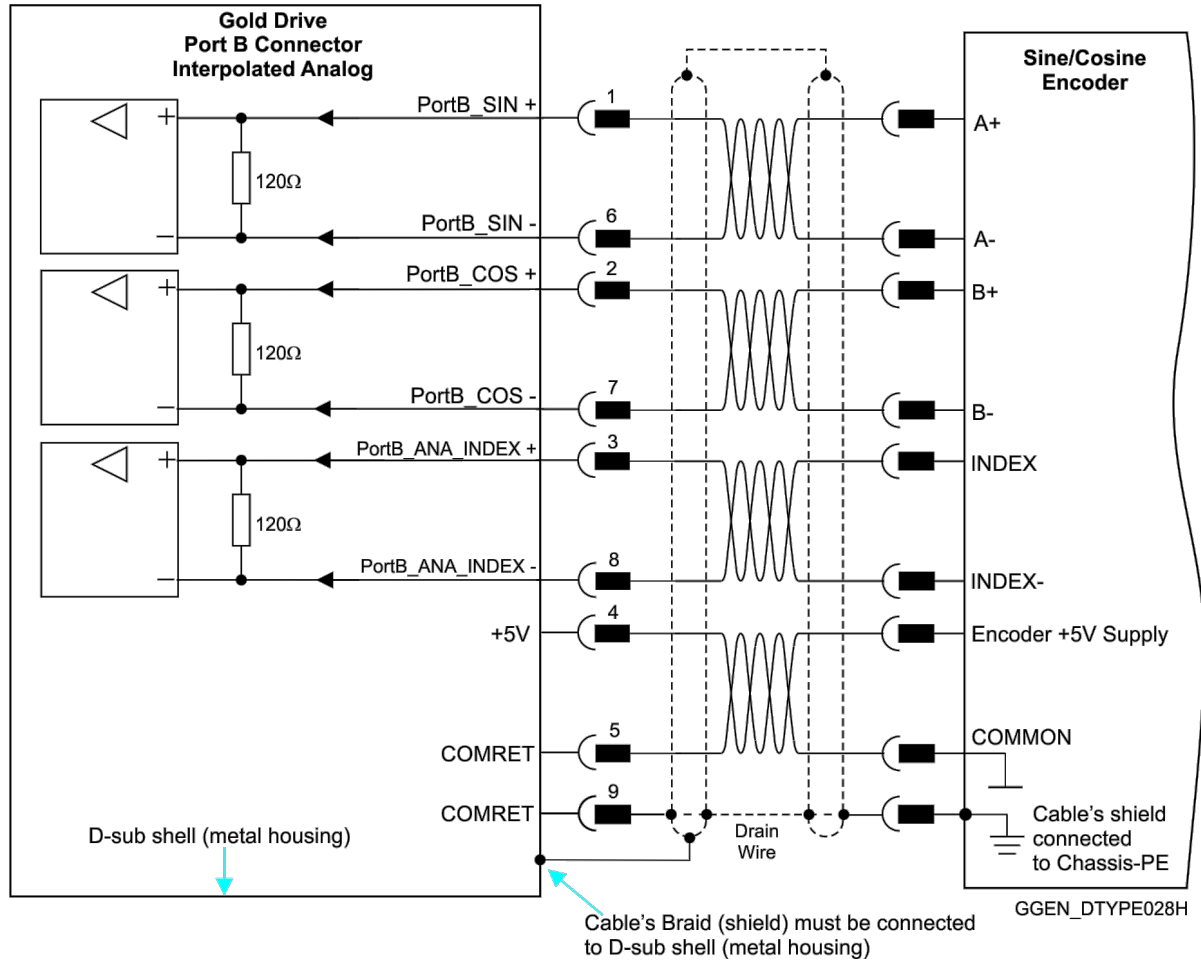 Gold Drive
Port B Connector
Interpolated Analog
Sine/Cosine
Encoder
PortB_SIN +
1
A+
+
120Ω
PortB_SIN -
6
−
A-
PortB_COS +
2
B+
+
120Ω
PortB_COS -
7
−
B-
PortB_ANA_INDEX +
3
INDEX
+
120Ω
PortB_ANA_INDEX -
8
−
INDEX-
+5V
4
Encoder +5V Supply
COMRET
5
COMMON
COMRET
9
Drain
Wire
Cable's shield
connected
to Chassis-PE
D-sub shell (metal housing)
GGEN_DTYPE028H
Cable's Braid (shield) must be connected
to D-sub shell (metal housing)